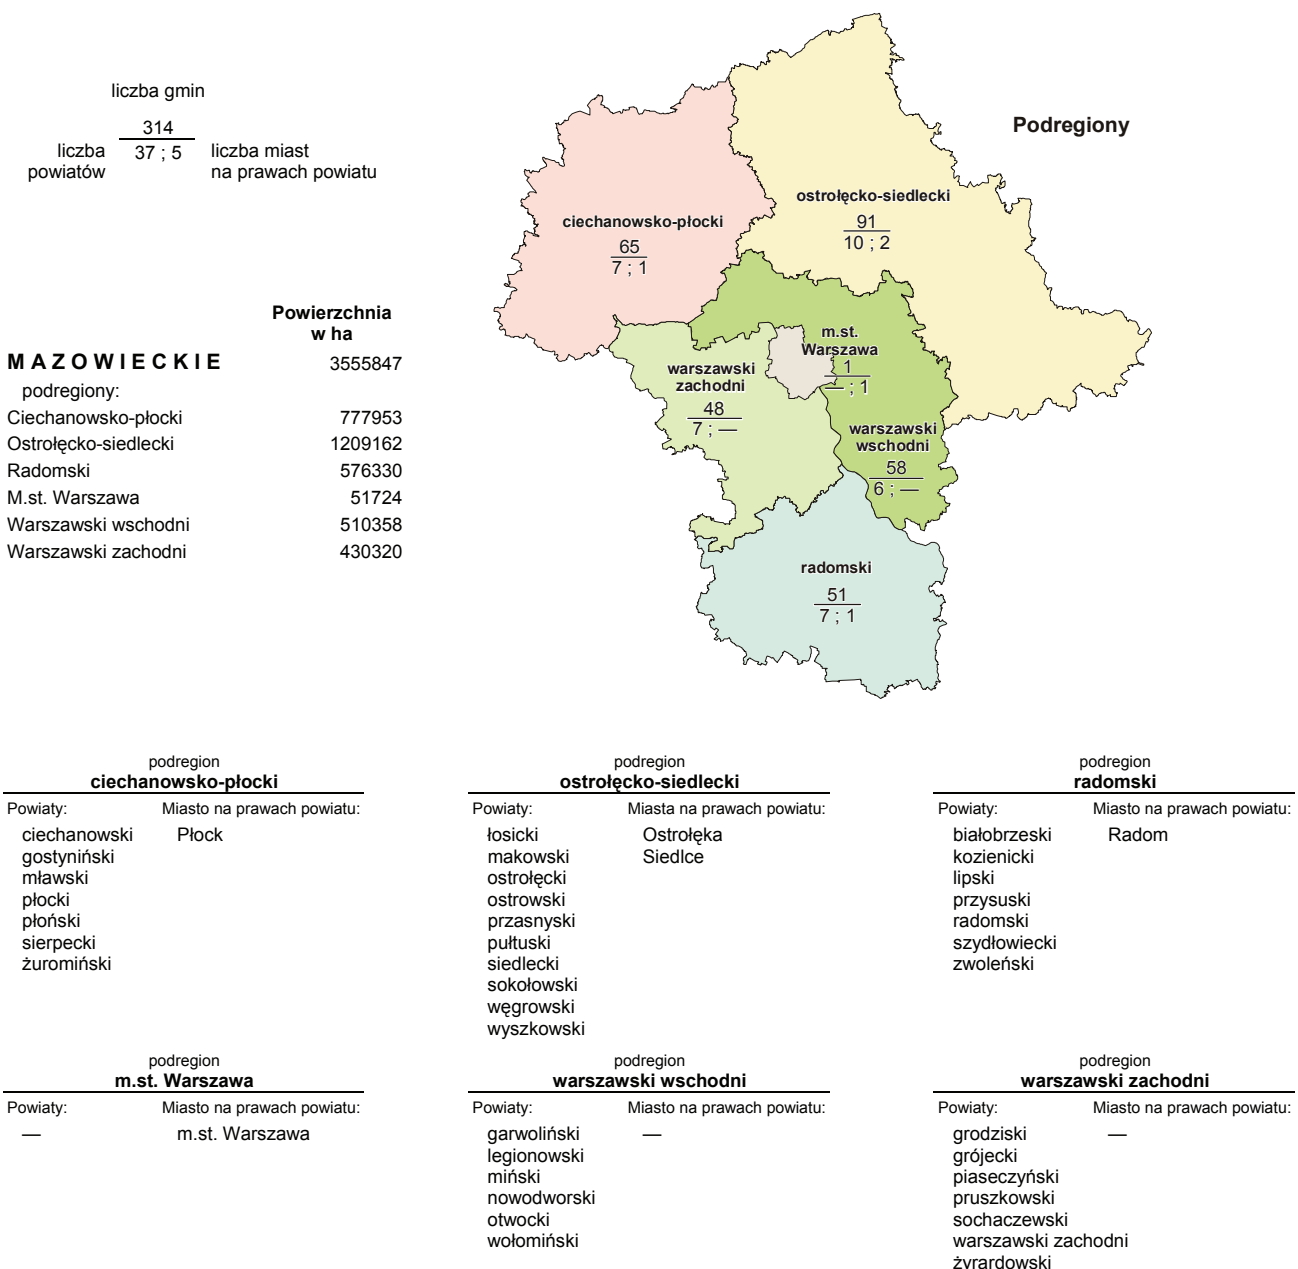 liczba gmin
314
liczba powiatów
37 ; 5
liczba miast
na prawach powiatu
Podregiony
ciechanowsko-płocki
65
7 ; 1
ostrołęcko-siedlecki
91
10 ; 2
m.st.
Warszawa
1
— ; 1
warszawski
zachodni
48
7 ; —
warszawski
wschodni
58
6 ; —
radomski
51
7 ; 1
Powierzchnia
w ha
MAZOWIECKIE 3555847
podregiony:
Ciechanowsko-płocki 777953
Ostrołęcko-siedlecki 1209162
Radomski 576330
M.st. Warszawa 51724
Warszawski wschodni 510358
Warszawski zachodni 430320
podregion
ciechanowsko-płocki
Powiaty: Miasto na prawach powiatu:
ciechanowski Płock
gostyniński
mławski
płocki
płoński
sierpecki
żuromiński
podregion
ostrołęcko-siedlecki
Powiaty: Miasta na prawach powiatu:
łosicki Ostrołęka
makowski Siedlce
ostrołęcki
ostrowski
przasnyski
pułtuski
siedlecki
sokołowski
węgrowski
wyszkowski
podregion
radomski
Powiaty: Miasto na prawach powiatu:
białobrzeski Radom
kozienicki
lipski
przysuski
radomski
szydłowiecki
zwoleński
podregion
m.st. Warszawa
Powiaty: Miasto na prawach powiatu:
— m.st. Warszawa
podregion
warszawski wschodni
Powiaty: Miasto na prawach powiatu:
garwoliński —
legionowski
miński
nowodworski
otwocki
wołomiński
podregion
warszawski zachodni
Powiaty: Miasto na prawach powiatu:
grodziski —
grójecki
piaseczyński
pruszkowski
sochaczewski
warszawski zachodni
żyrardowski